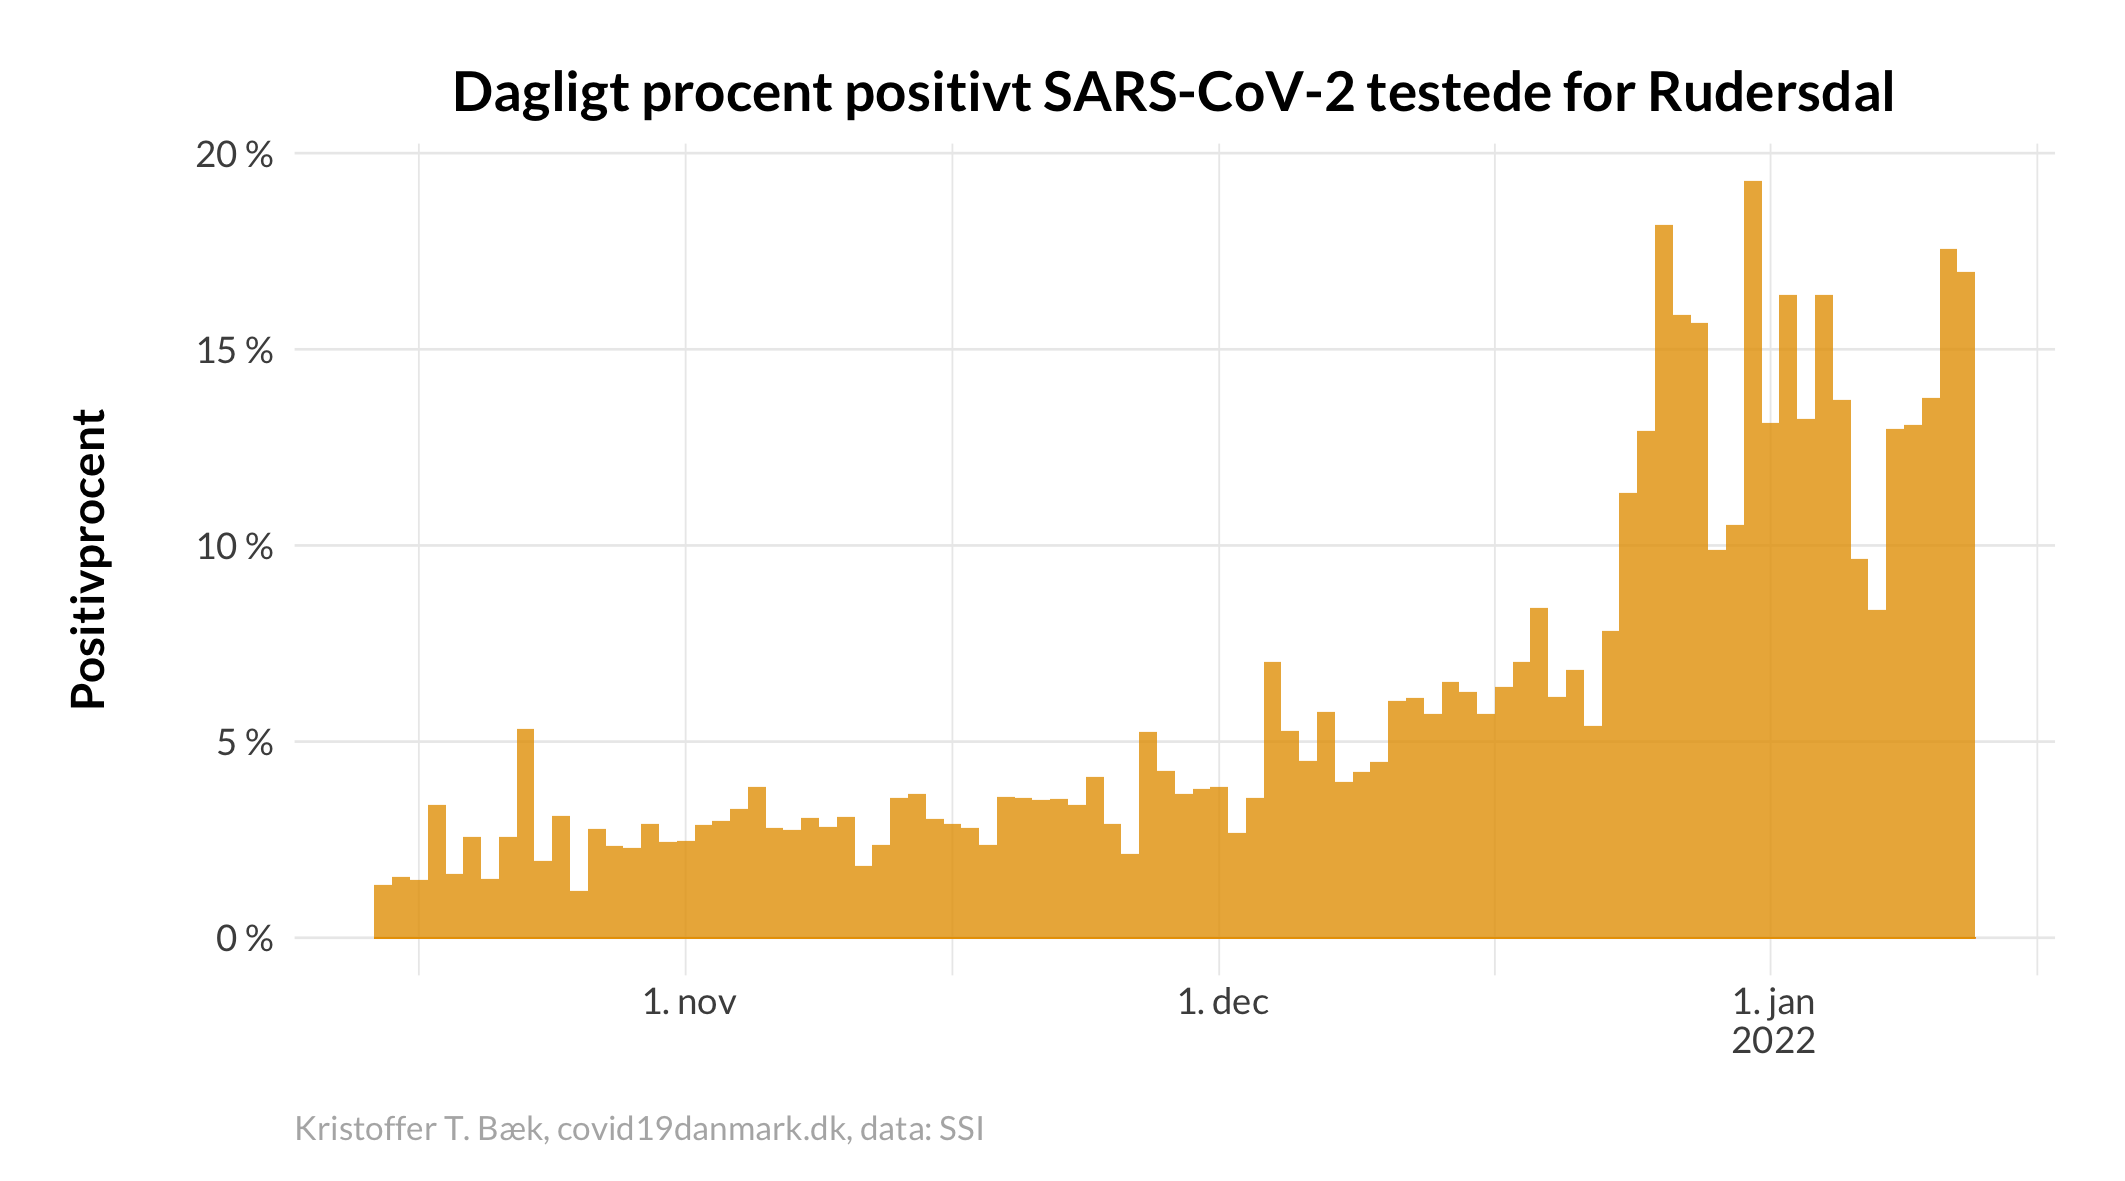 Dagligt procent positivt SARS-CoV-2 testede for Rudersdal
20 %
15 %
10 %
5 %
0 %
Positivprocent
1. nov
1. dec
1. jan
2022
Kristoffer T. Bæk, covid19danmark.dk, data: SSI